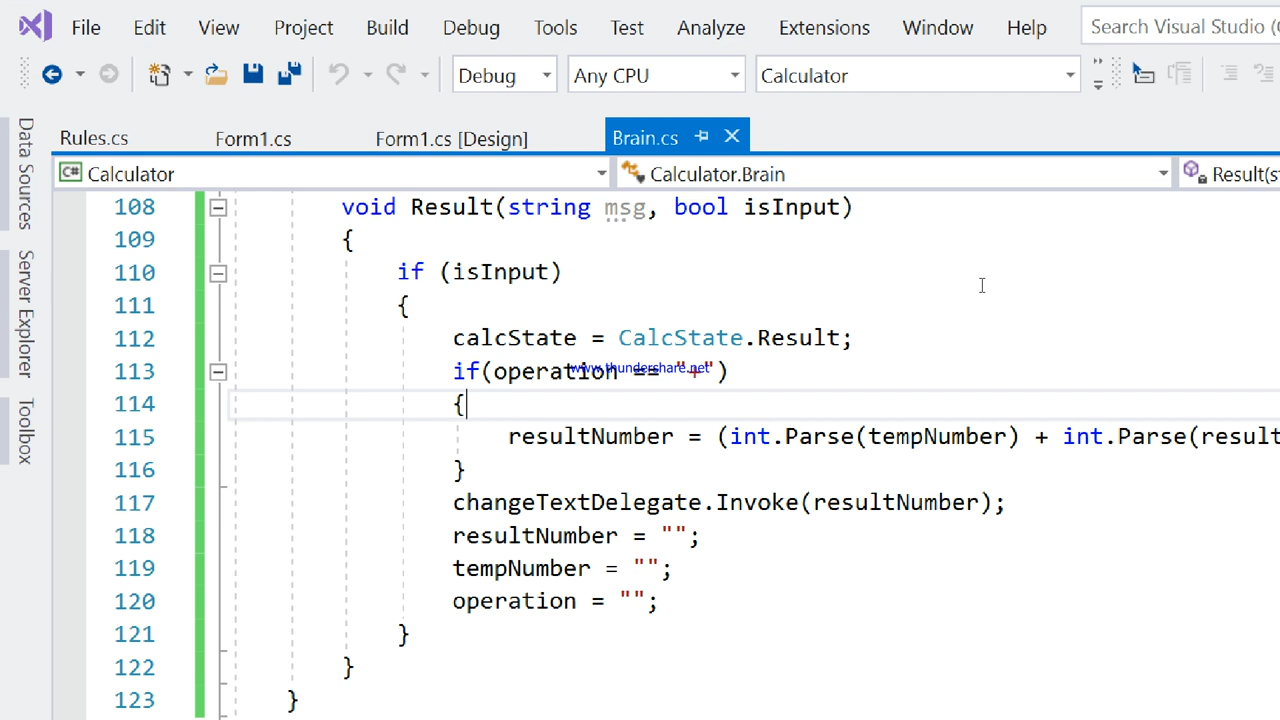 File Edit View Project Build Debug Tools Test Analyze Extensions Window Help Search Visual Studio (
Debug Any CPU Calculator
Rules.cs Form1.cs Form1.cs [Design] Brain.cs
Calculator Calculator.Brain Result(s
Data Sources
Server Explorer
Toolbox
108 void Result(string msg, bool isInput)
109 {
110 if (isInput)
111 {
112 calcState = CalcState.Result;
113 if(operation == "+")
www.thundershare.net
114 {
115 resultNumber = (int.Parse(tempNumber) + int.Parse(result
116 }
117 changeTextDelegate.Invoke(resultNumber);
118 resultNumber = "";
119 tempNumber = "";
120 operation = "";
121 }
122 }
123 }